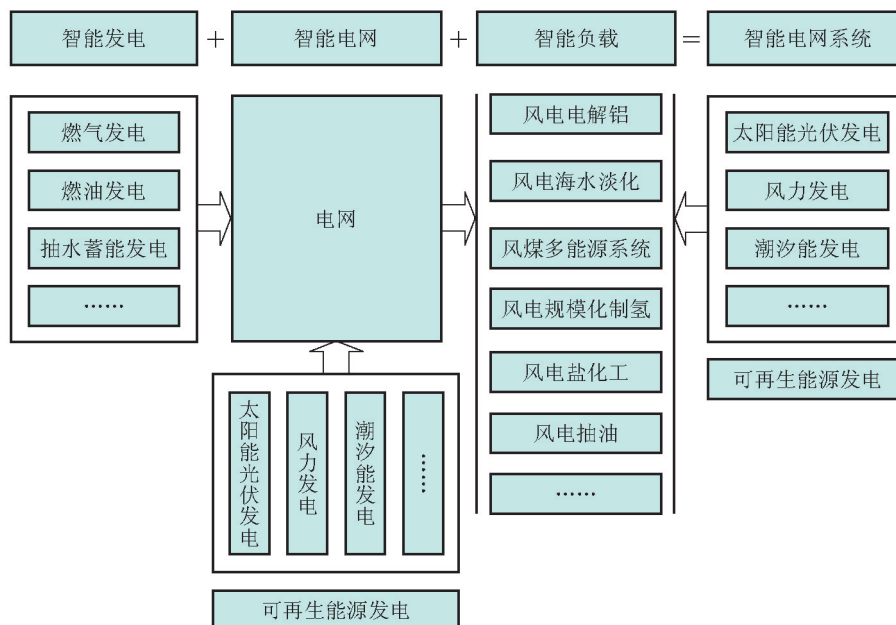 智能发电 + 智能电网 + 智能负载 = 智能电网系统
燃气发电
燃油发电
抽水蓄能发电
……
电网
太阳能光伏发电
风力发电
潮汐能发电
……
可再生能源发电
风电电解铝
风电海水淡化
风煤多能源系统
风电规模化制氢
风电盐化工
风电抽油
……
太阳能光伏发电
风力发电
潮汐能发电
……
可再生能源发电